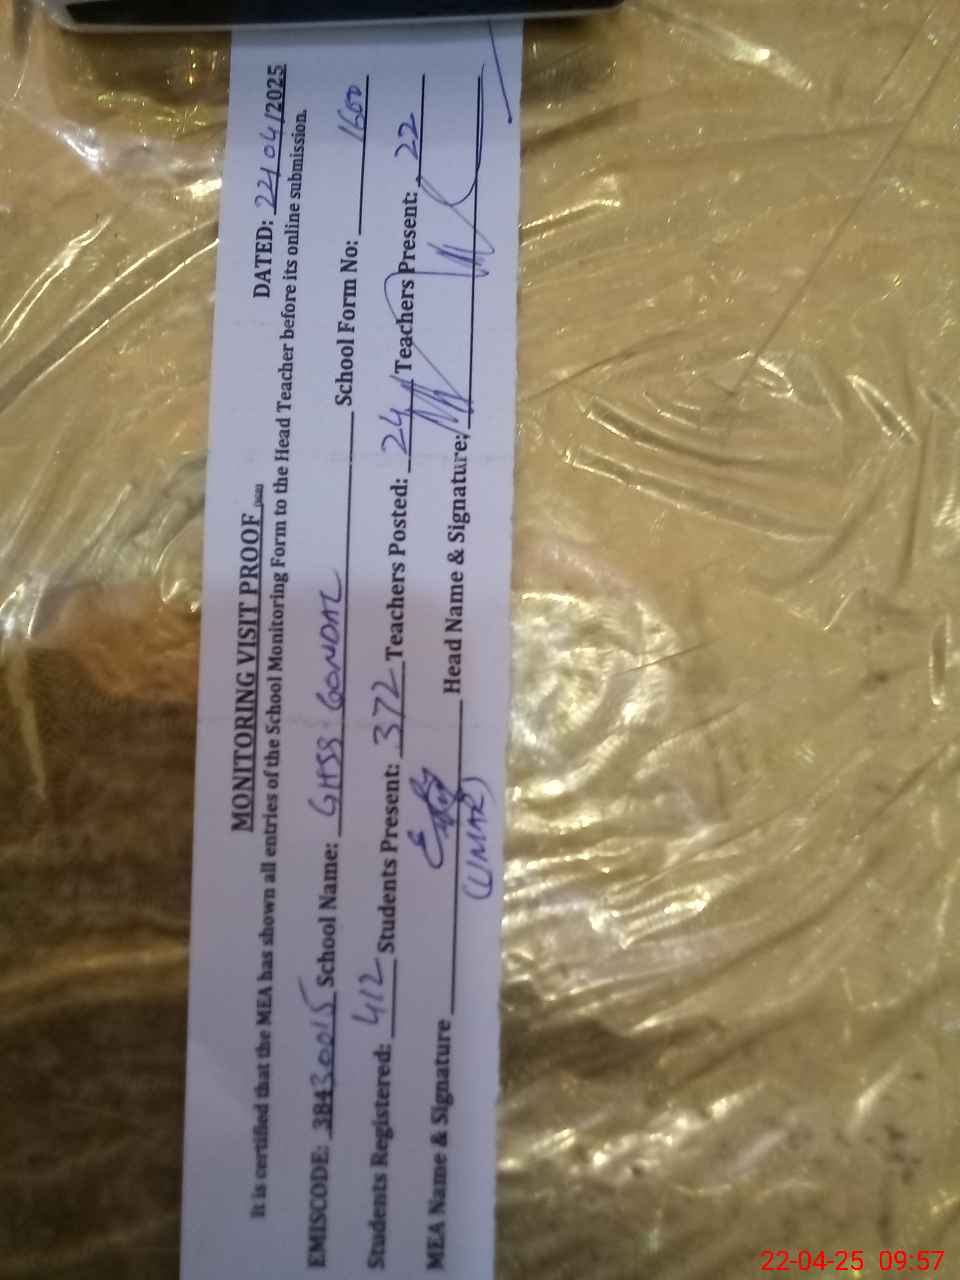 MONITORING VISIT PROOF
DATED: 22/04/2025
It is certified that the MEA has shown all entries of the School Monitoring Form to the Head Teacher before its online submission.
EMISCODE: 38430015 School Name: GHSS GONDAL School Form No: 1600
Students Registered: 412 Students Present: 372 Teachers Posted: 24 Teachers Present: 22
MEA Name & Signature (UMAR) Head Name & Signature:
22-04-25 09:57